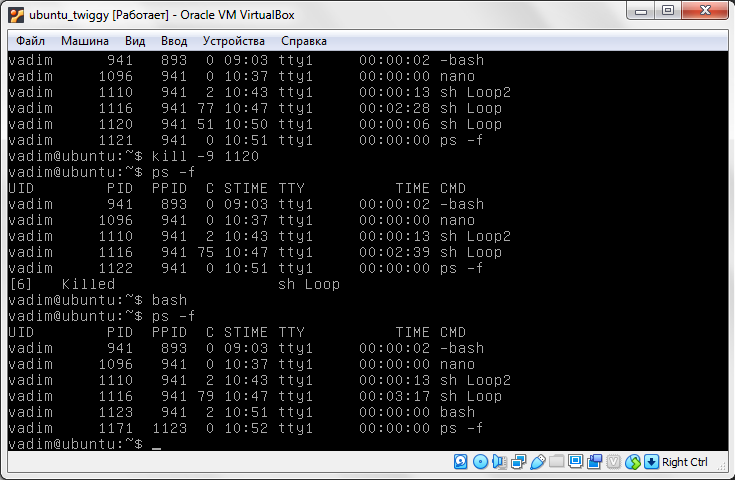 ubuntu_twiggy [Работает] - Oracle VM VirtualBox
Файл Машина Вид Ввод Устройства Справка
vadim 941 893 0 09:03 tty1 00:00:02 -bash
vadim 1096 941 0 10:37 tty1 00:00:00 nano
vadim 1110 941 2 10:43 tty1 00:00:13 sh Loop2
vadim 1116 941 77 10:47 tty1 00:02:28 sh Loop
vadim 1120 941 51 10:50 tty1 00:00:06 sh Loop
vadim 1121 941 0 10:51 tty1 00:00:00 ps -f
vadim@ubuntu:~$ kill -9 1120
vadim@ubuntu:~$ ps -f
UID PID PPID C STIME TTY TIME CMD
vadim 941 893 0 09:03 tty1 00:00:02 -bash
vadim 1096 941 0 10:37 tty1 00:00:00 nano
vadim 1110 941 2 10:43 tty1 00:00:13 sh Loop2
vadim 1116 941 75 10:47 tty1 00:02:39 sh Loop
vadim 1122 941 0 10:51 tty1 00:00:00 ps -f
[6] Killed sh Loop
vadim@ubuntu:~$ bash
vadim@ubuntu:~$ ps -f
UID PID PPID C STIME TTY TIME CMD
vadim 941 893 0 09:03 tty1 00:00:02 -bash
vadim 1096 941 0 10:37 tty1 00:00:00 nano
vadim 1110 941 2 10:43 tty1 00:00:13 sh Loop2
vadim 1116 941 79 10:47 tty1 00:03:17 sh Loop
vadim 1123 941 2 10:51 tty1 00:00:00 bash
vadim 1171 1123 0 10:52 tty1 00:00:00 ps -f
vadim@ubuntu:~$ _
Right Ctrl